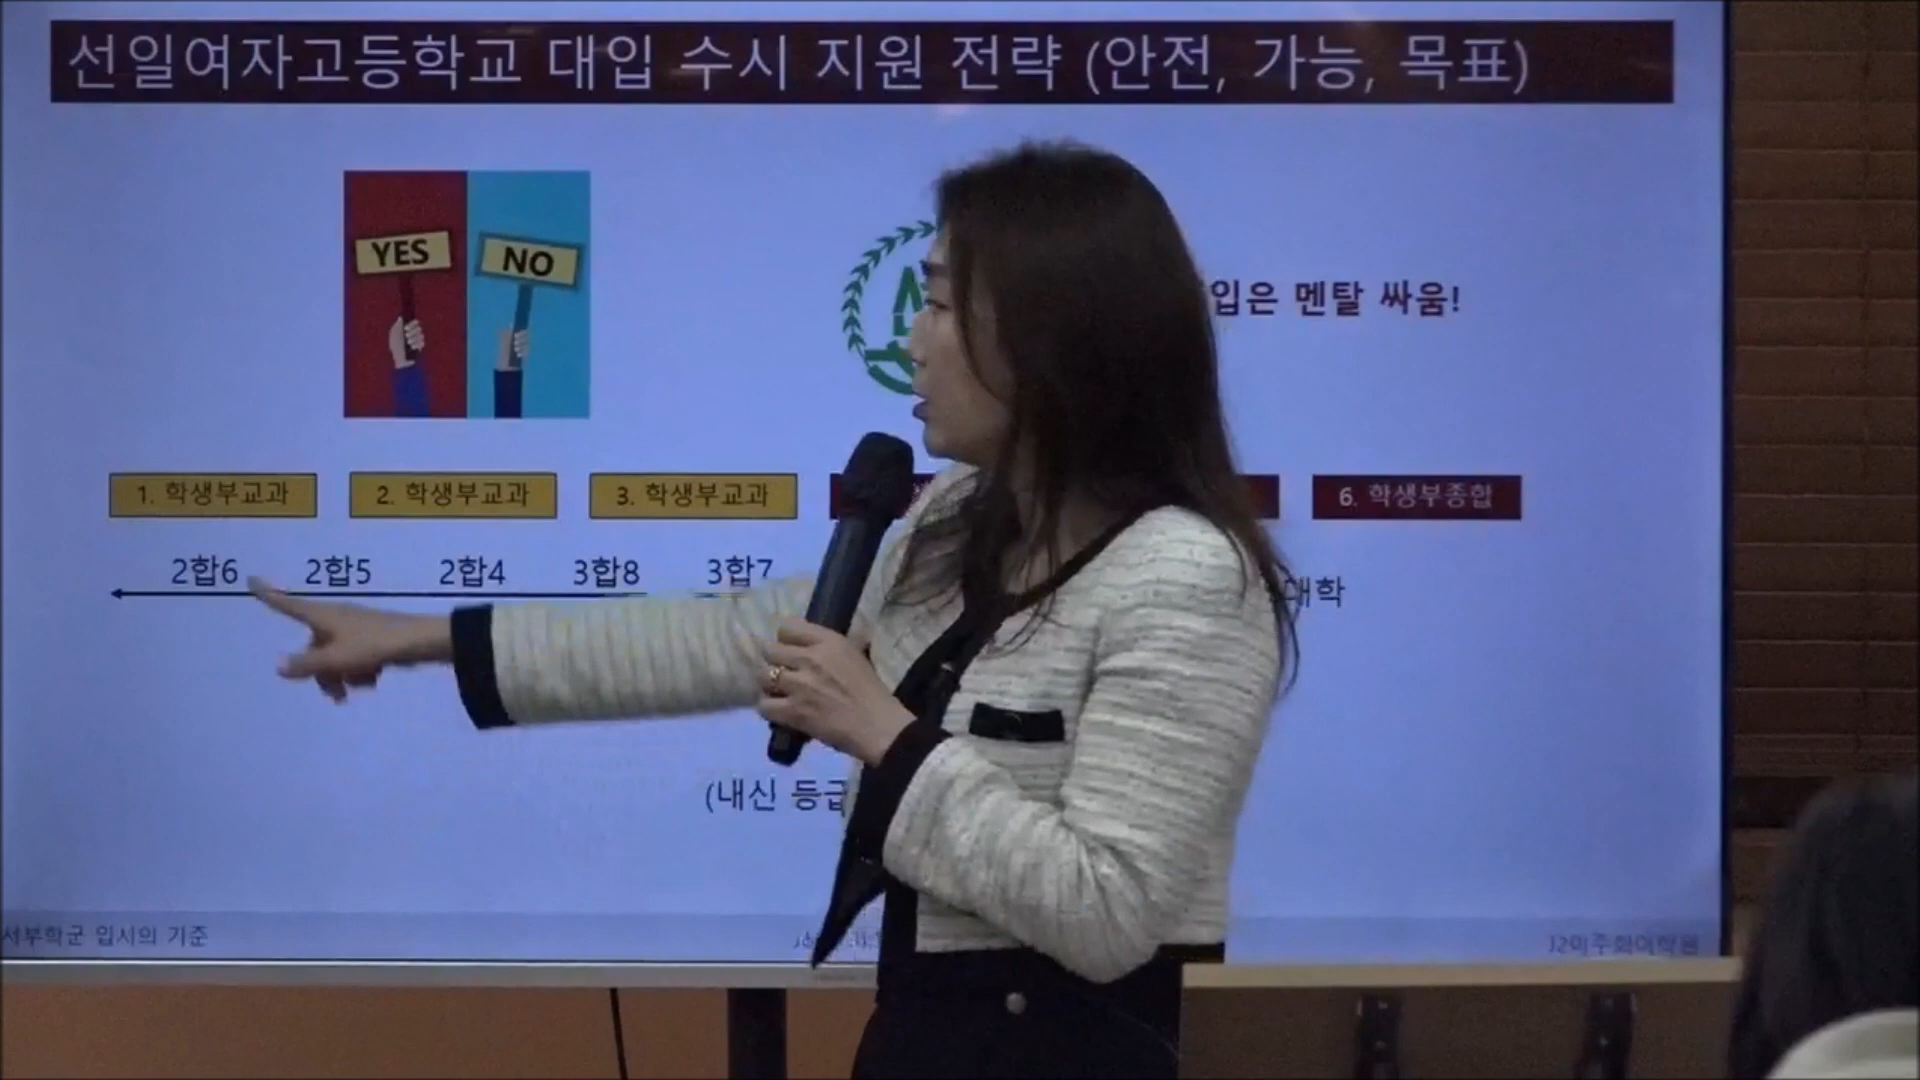 선일여자고등학교 대입 수시 지원 전략 (안전, 가능, 목표)
YES
NO
입은 멘탈 싸움!
1. 학생부교과
2. 학생부교과
3. 학생부교과
6. 학생부종합
2합6
2합5
2합4
3합8
3합7
대학
(내신 등급
서부학군 입시의 기준